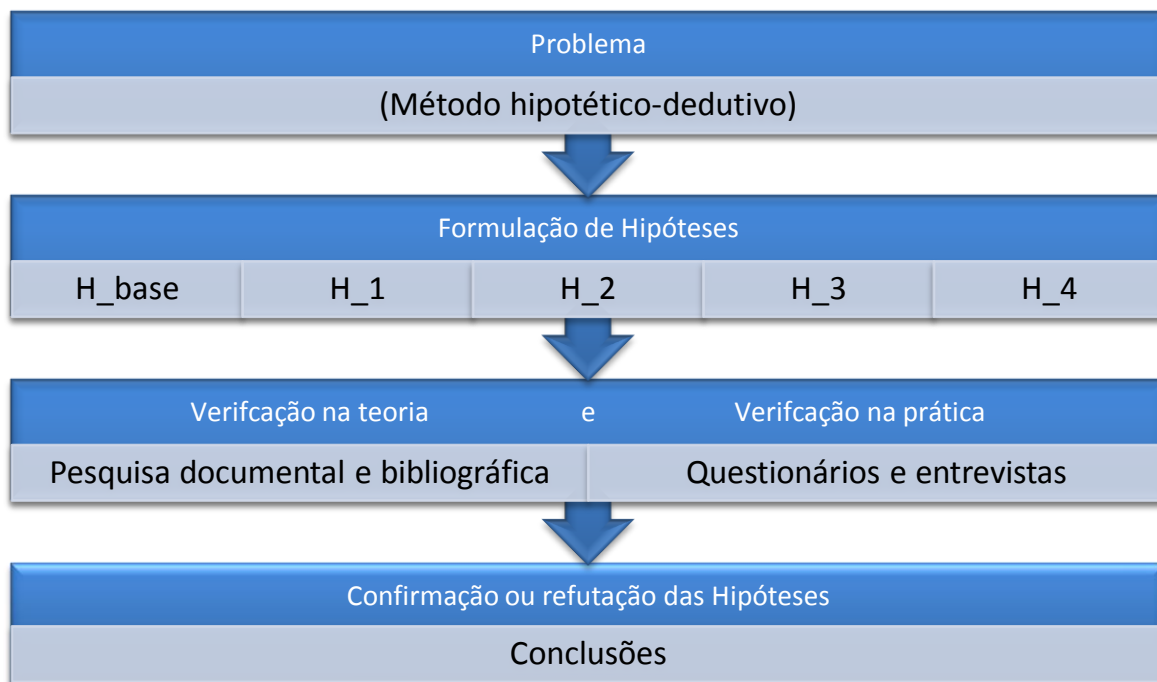 Problema
(Método hipotético-dedutivo)
Formulação de Hipóteses
H_base H_1 H_2 H_3 H_4
Verifcação na teoria e Verifcação na prática
Pesquisa documental e bibliográfica Questionários e entrevistas
Confirmação ou refutação das Hipóteses
Conclusões